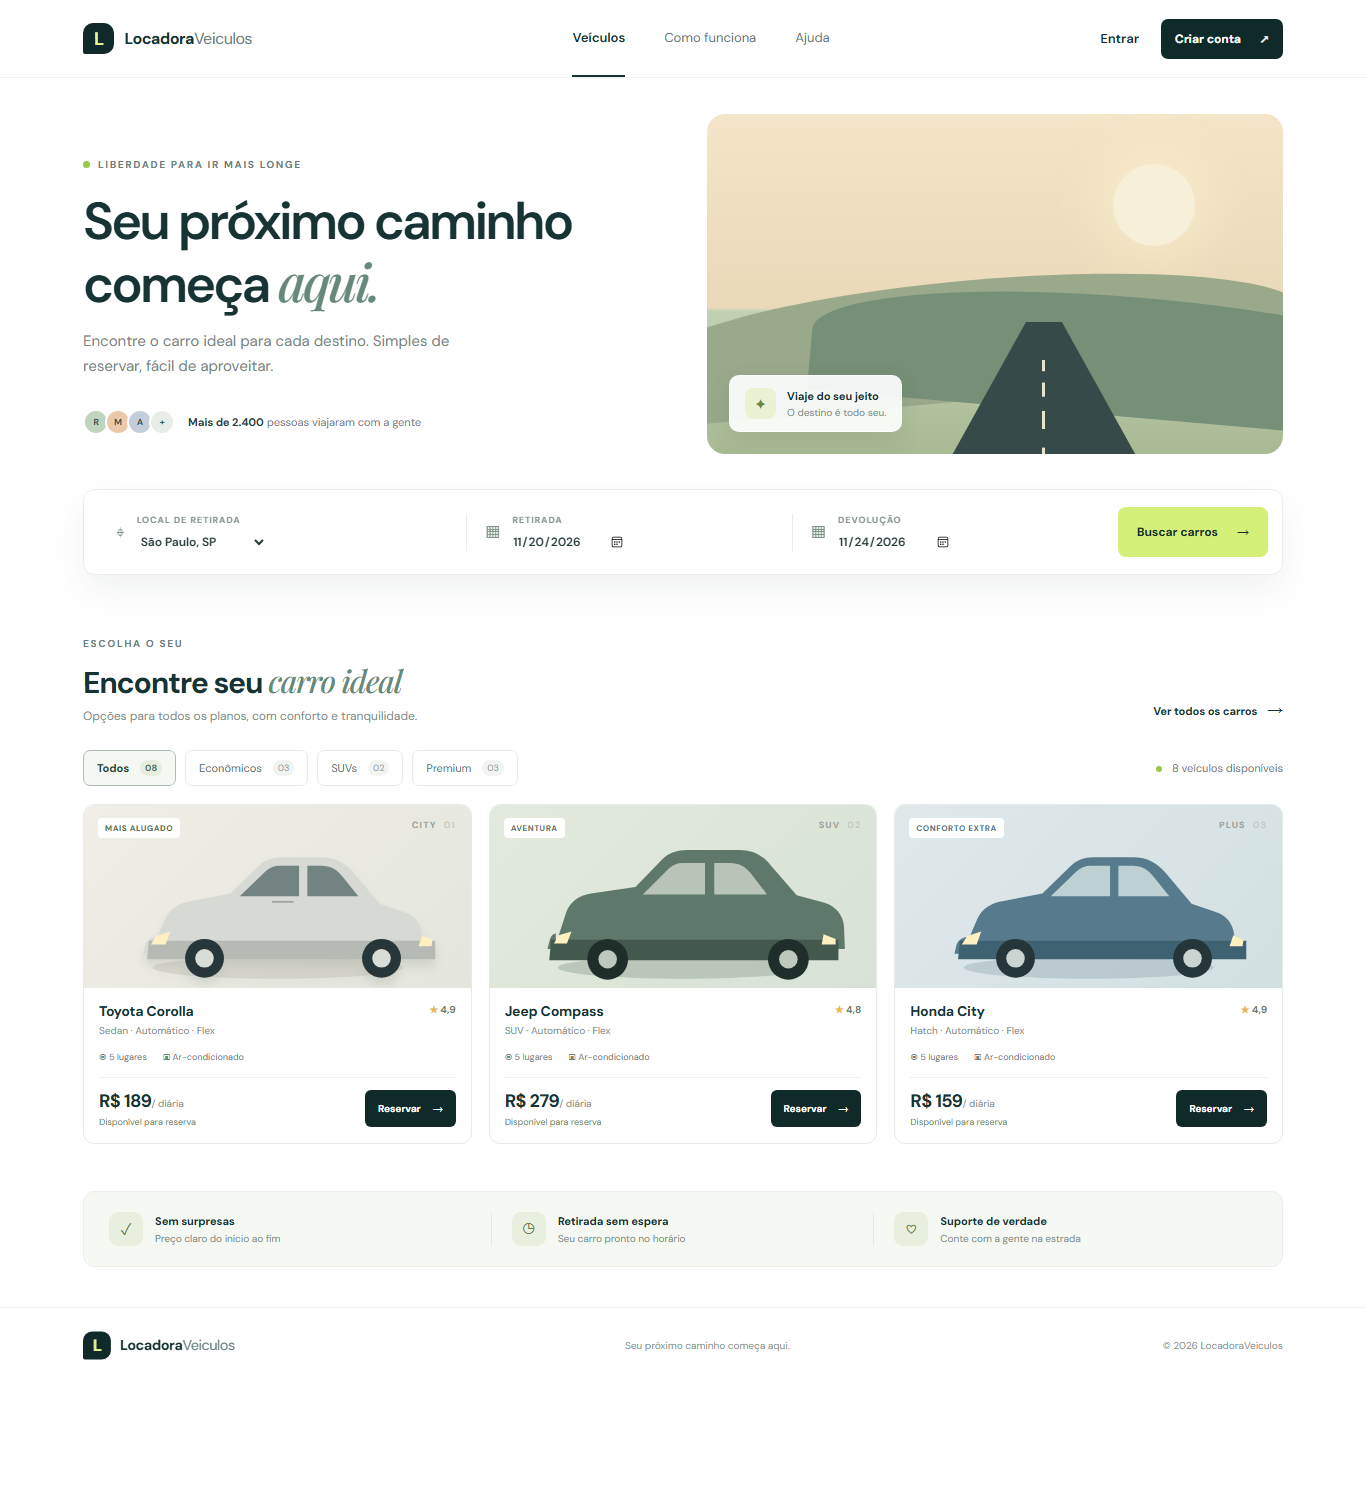 L LocadoraVeiculos
Veículos Como funciona Ajuda
Entrar Criar conta ↗
LIBERDADE PARA IR MAIS LONGE
Seu próximo caminho
começa aqui.
Encontre o carro ideal para cada destino. Simples de
reservar, fácil de aproveitar.
R M A + Mais de 2.400 pessoas viajaram com a gente
Viaje do seu jeito
O destino é todo seu.
LOCAL DE RETIRADA
São Paulo, SP
RETIRADA
11/20/2026
DEVOLUÇÃO
11/24/2026
Buscar carros →
ESCOLHA O SEU
Encontre seu carro ideal
Opções para todos os planos, com conforto e tranquilidade.
Ver todos os carros →
Todos 08 Econômicos 03 SUVs 02 Premium 03
8 veículos disponíveis
MAIS ALUGADO CITY 01
Toyota Corolla ★ 4,9
Sedan · Automático · Flex
5 lugares Ar-condicionado
R$ 189 / diária
Disponível para reserva
Reservar →
AVENTURA SUV 02
Jeep Compass ★ 4,8
SUV · Automático · Flex
5 lugares Ar-condicionado
R$ 279 / diária
Disponível para reserva
Reservar →
CONFORTO EXTRA PLUS 03
Honda City ★ 4,9
Hatch · Automático · Flex
5 lugares Ar-condicionado
R$ 159 / diária
Disponível para reserva
Reservar →
Sem surpresas
Preço claro do início ao fim
Retirada sem espera
Seu carro pronto no horário
Suporte de verdade
Conte com a gente na estrada
L LocadoraVeiculos
Seu próximo caminho começa aqui.
© 2026 LocadoraVeiculos